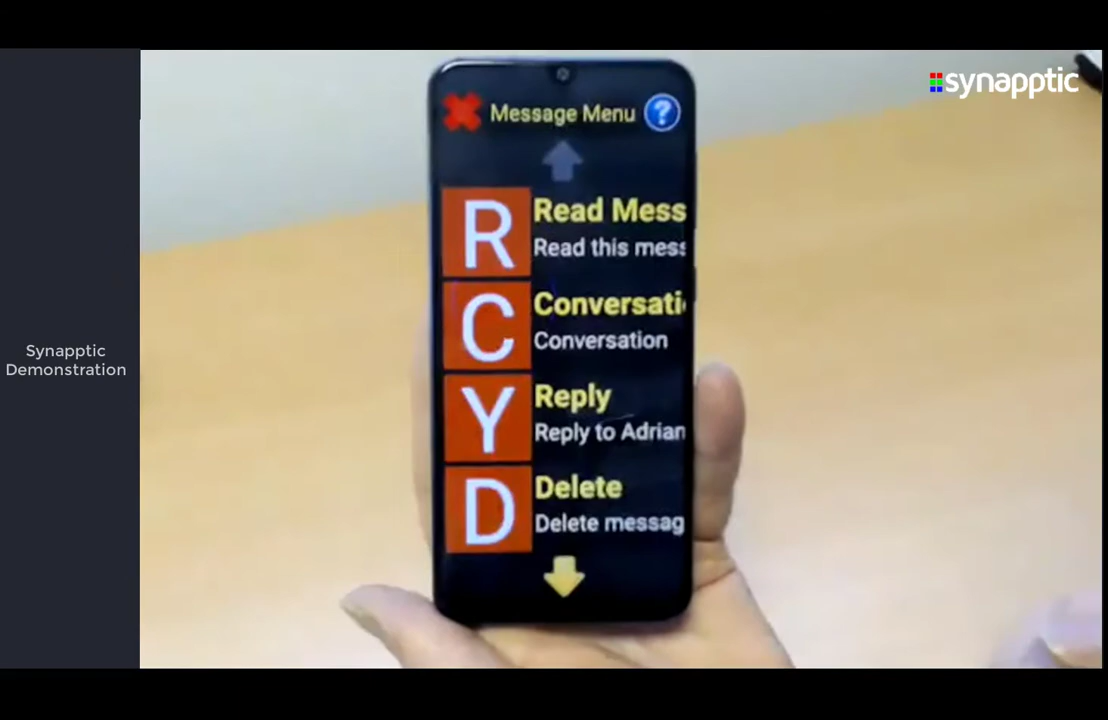 synapptic
Message Menu ?
R
Read Mess
Read this mess
C
Conversati
Conversation
Y
Reply
Reply to Adrian
D
Delete
Delete messag
Synapptic
Demonstration